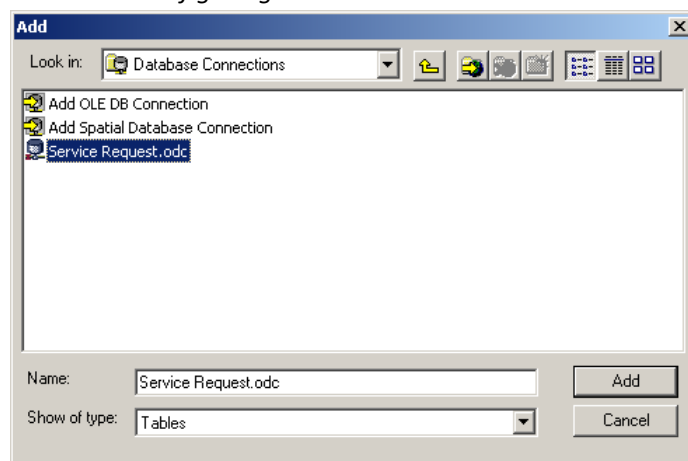 Add
Look in: Database Connections
Add OLE DB Connection
Add Spatial Database Connection
Service Request.odc
Name: Service Request.odc Add
Show of type: Tables Cancel